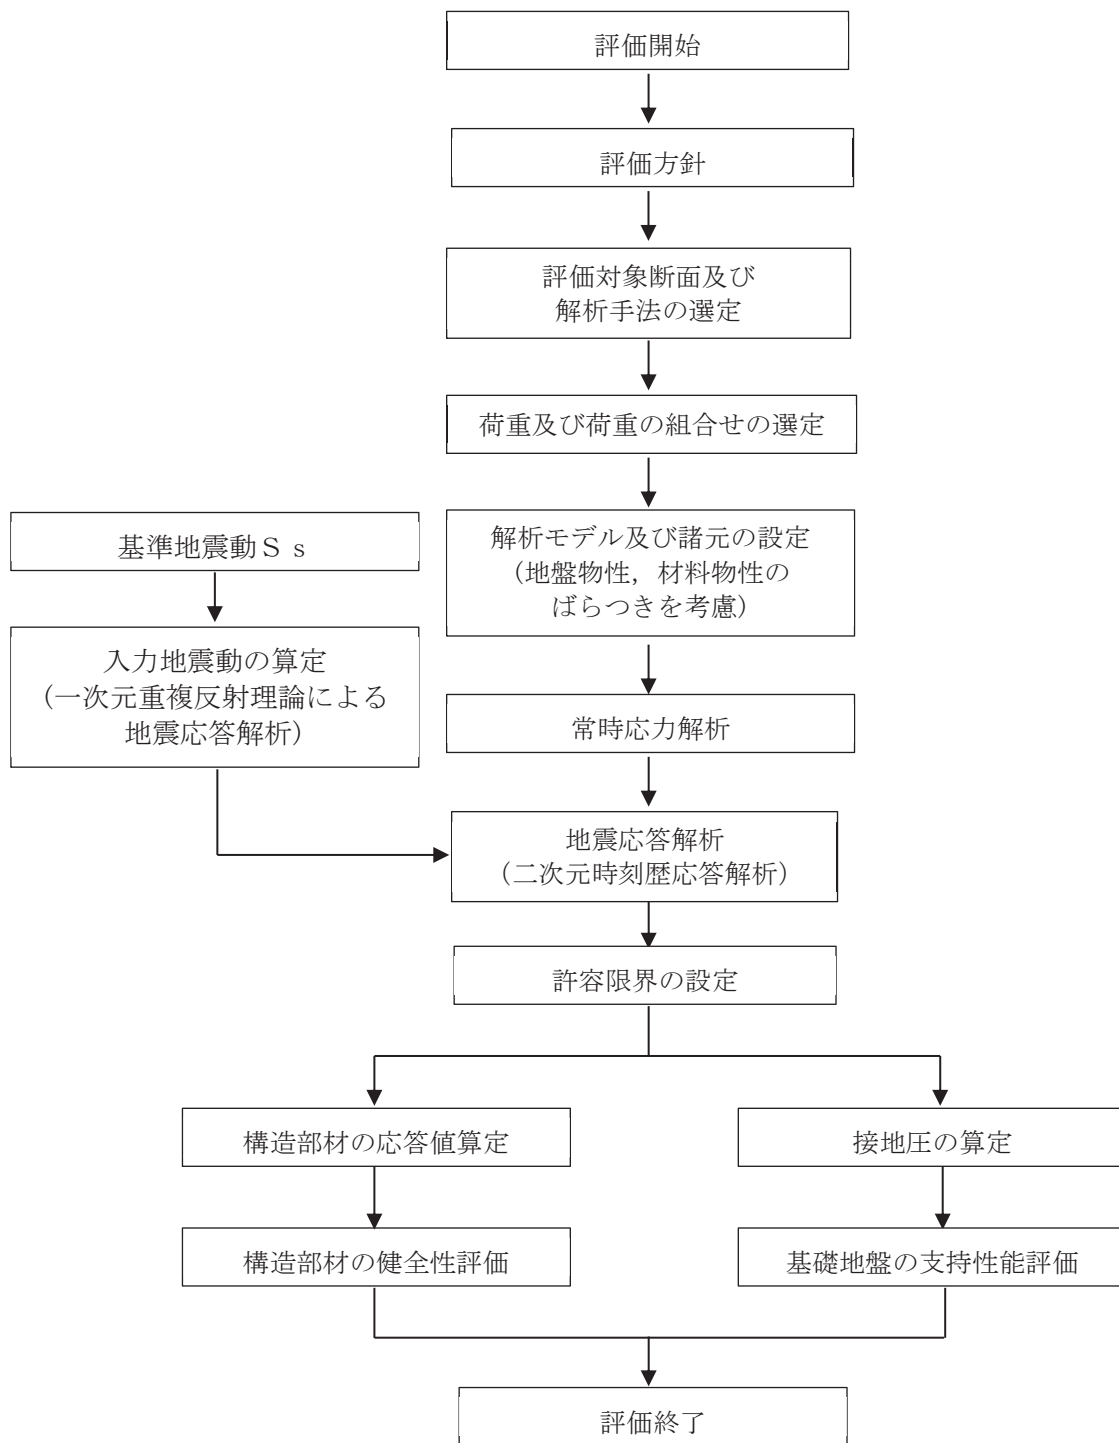 評価開始
評価方針
評価対象断面及び
解析手法の選定
荷重及び荷重の組合せの選定
基準地震動Ｓｓ
解析モデル及び諸元の設定
（地盤物性，材料物性の
ばらつきを考慮）
入力地震動の算定
（一次元重複反射理論による
地震応答解析）
常時応力解析
地震応答解析
（二次元時刻歴応答解析）
許容限界の設定
構造部材の応答値算定
接地圧の算定
構造部材の健全性評価
基礎地盤の支持性能評価
評価終了